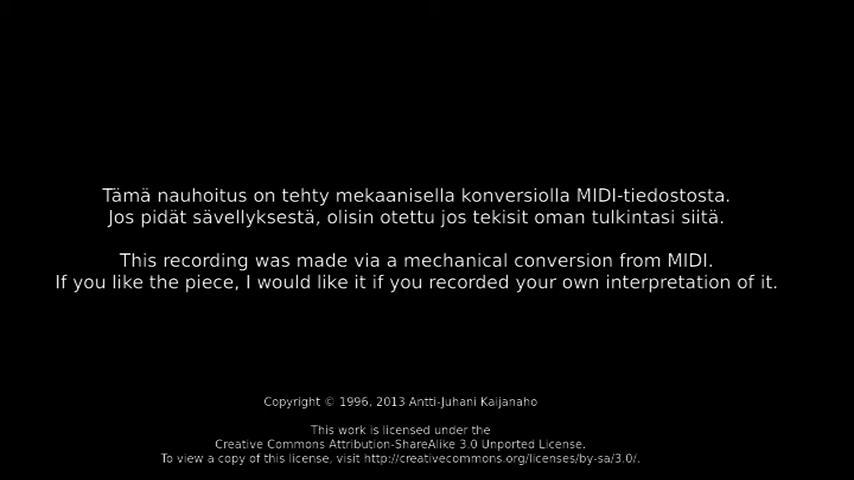 Tämä nauhoitus on tehty mekaanisella konversiolla MIDI-tiedostosta.
Jos pidät sävellyksestä, olisin otettu jos tekisit oman tulkintasi siitä.
This recording was made via a mechanical conversion from MIDI.
If you like the piece, I would like it if you recorded your own interpretation of it.
Copyright © 1996, 2013 Antti-Juhani Kaijanaho
This work is licensed under the
Creative Commons Attribution-ShareAlike 3.0 Unported License.
To view a copy of this license, visit http://creativecommons.org/licenses/by-sa/3.0/.